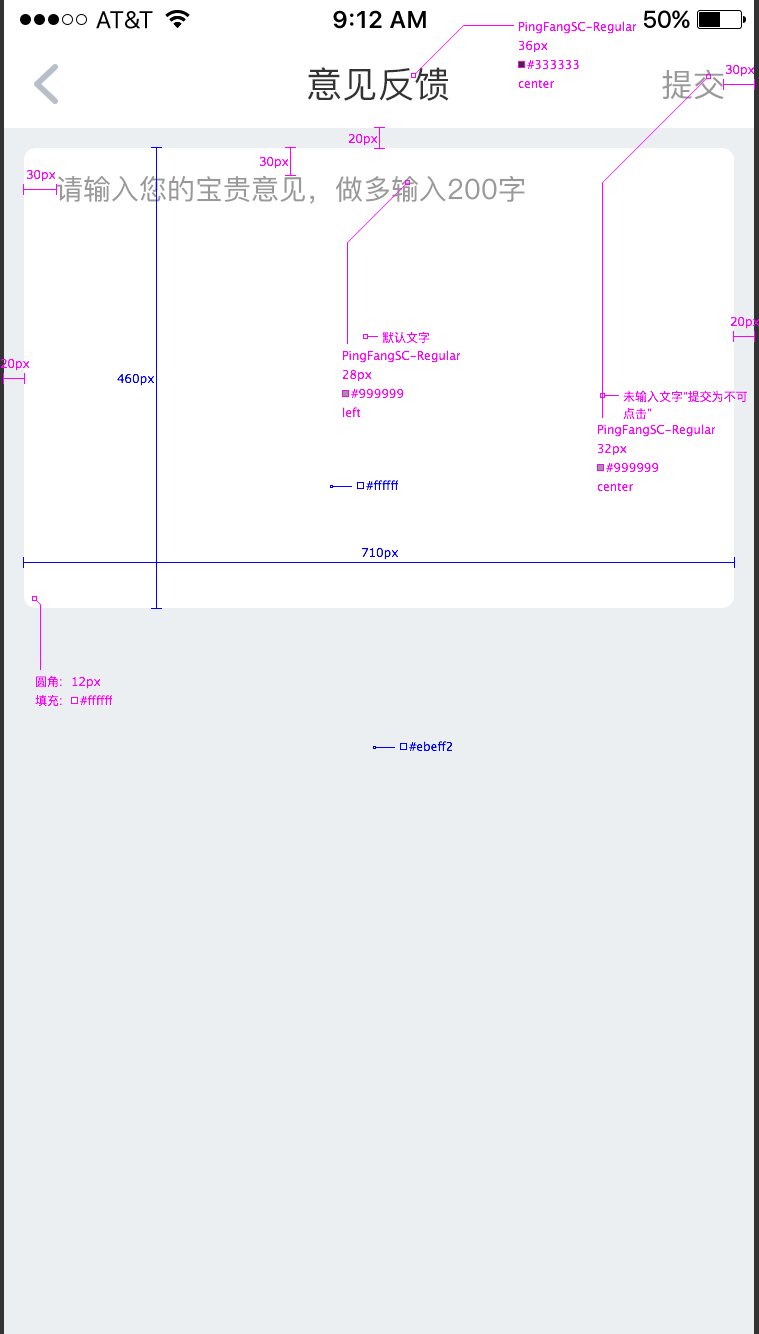 AT&T 9:12 AM 50%
PingFangSC-Regular
36px
#333333
center
意见反馈
提交
30px
20px
30px
30px
请输入您的宝贵意见，做多输入200字
20px
默认文字
PingFangSC-Regular
28px
#999999
left
20px
460px
未输入文字“提交为不可
点击”
PingFangSC-Regular
32px
#999999
center
#ffffff
710px
圆角：12px
填充：#ffffff
#ebeff2